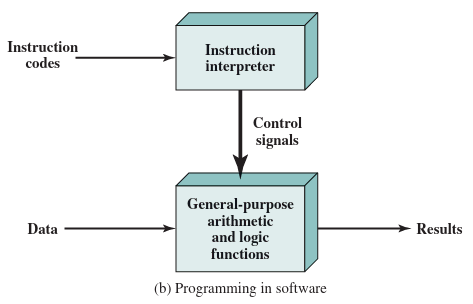 Instruction
codes
Instruction
interpreter
Control
signals
General-purpose
arithmetic
and logic
functions
Data
Results
(b) Programming in software